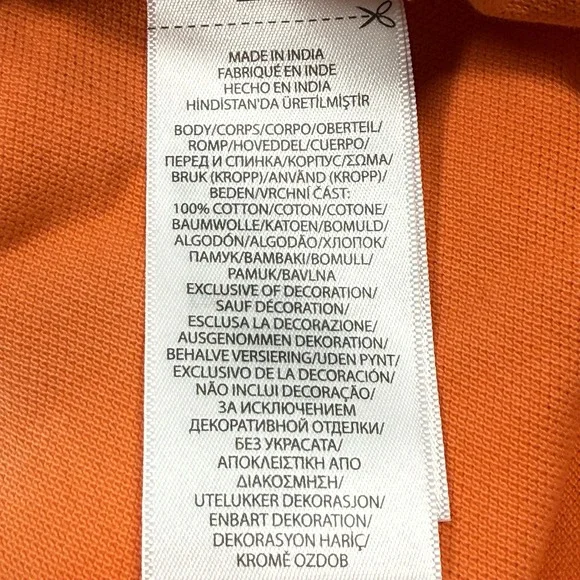 MADE IN INDIA
FABRIQUÉ EN INDE
HECHO EN INDIA
HİNDİSTAN'DA ÜRETİLMİŞTİR
BODY/CORPS/CORPO/OBERTEIL/
ROMP/HOVEDDEL/CUERPO/
ПЕРЕД И СПИНКА/КОРПУС/ΣΩΜΑ/
BRUK (KROPP)/ANVÄND (KROPP)/
BEDEN/VRCHNÍ ČÁST:
100% COTTON/COTON/COTONE/
BAUMWOLLE/KATOEN/BOMULD/
ALGODÓN/ALGODÃO/ХЛОПОК/
ПАМУК/ΒΑΜΒΑΚΙ/BOMULL/
PAMUK/BAVLNA
EXCLUSIVE OF DECORATION/
SAUF DÉCORATION/
ESCLUSA LA DECORAZIONE/
AUSGENOMMEN DEKORATION/
BEHALVE VERSIERING/UDEN PYNT/
EXCLUSIVO DE LA DECORACIÓN/
NÃO INCLUI DECORAÇÃO/
ЗА ИСКЛЮЧЕНИЕМ
ДЕКОРАТИВНОЙ ОТДЕЛКИ/
БЕЗ УКРАСАТА/
ΑΠΟΚΛΕΙΣΤΙΚΗ ΑΠΟ
ΔΙΑΚΟΣΜΗΣΗ/
UTELUKKER DEKORASJON/
ENBART DEKORATION/
DEKORASYON HARİÇ/
KROMĚ OZDOB